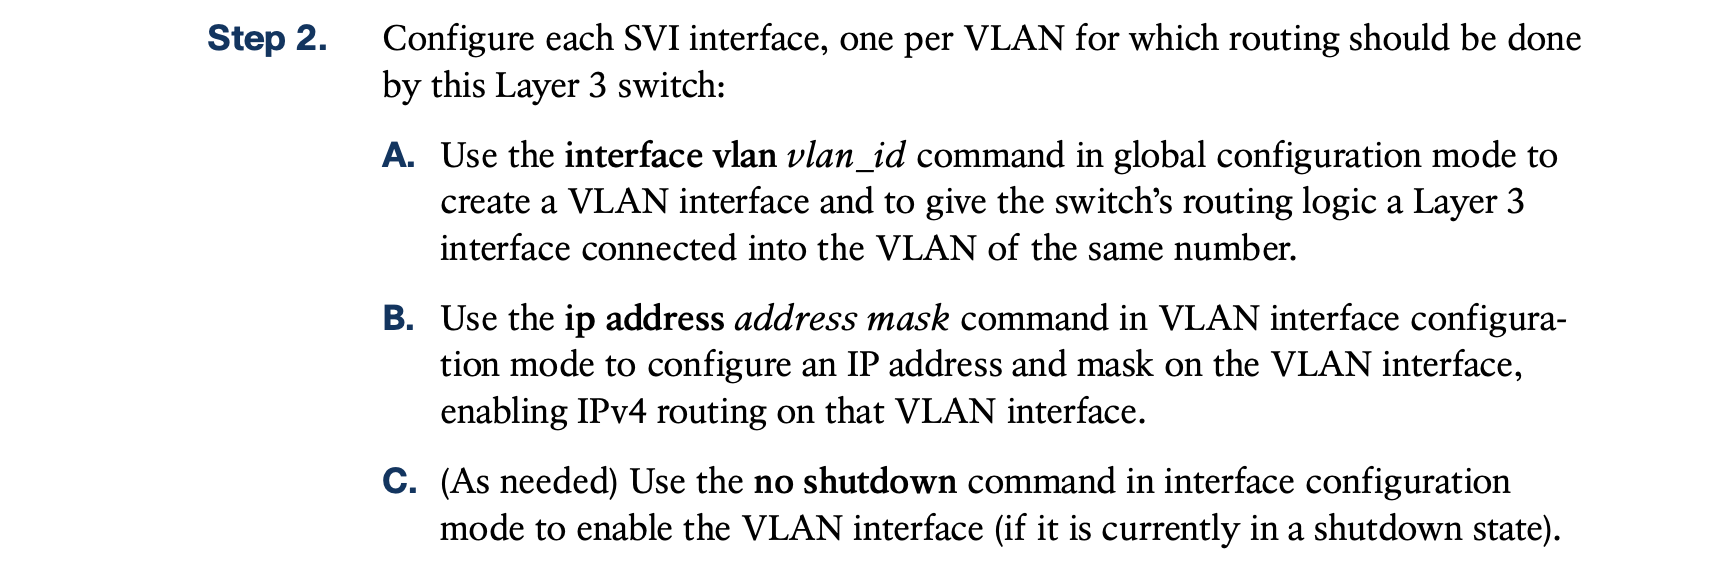 Step 2. Configure each SVI interface, one per VLAN for which routing should be done
by this Layer 3 switch:
A. Use the interface vlan vlan_id command in global configuration mode to
create a VLAN interface and to give the switch’s routing logic a Layer 3
interface connected into the VLAN of the same number.
B. Use the ip address address mask command in VLAN interface configura-
tion mode to configure an IP address and mask on the VLAN interface,
enabling IPv4 routing on that VLAN interface.
C. (As needed) Use the no shutdown command in interface configuration
mode to enable the VLAN interface (if it is currently in a shutdown state).